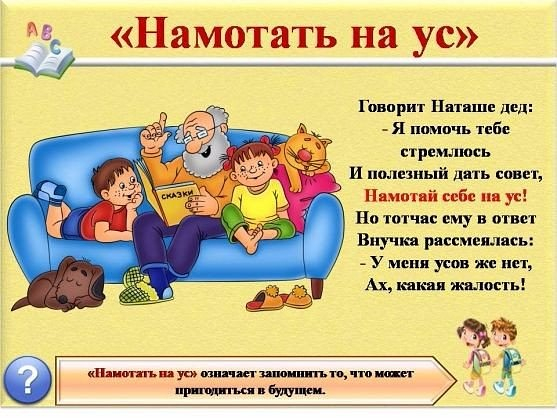 АВС
«Намотать на ус»
Говорит Наташе дед:
- Я помочь тебе
стремлюсь
И полезный дать совет,
Намотай себе на ус!
Но тотчас ему в ответ
Внучка рассмеялась:
- У меня усов же нет,
Ах, какая жалость!
СКАЗКИ
?
«Намотать на ус» означает запомнить то, что может
пригодиться в будущем.